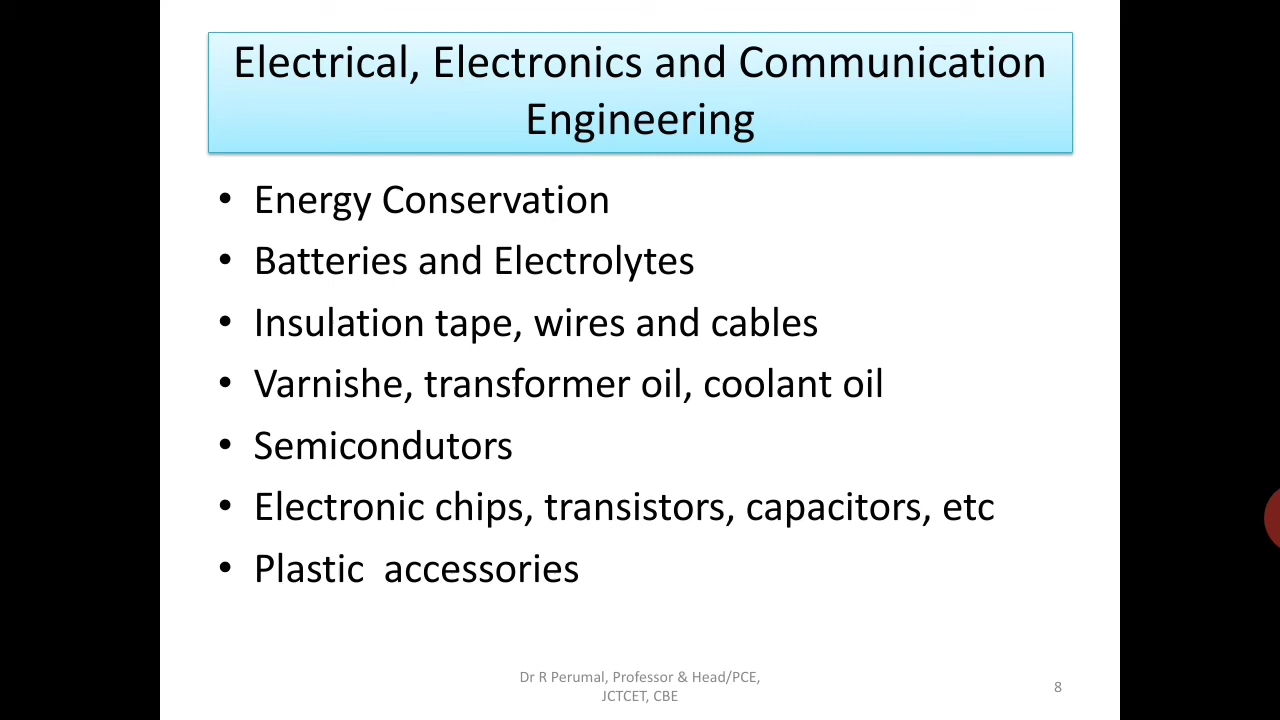 Electrical, Electronics and Communication
Engineering
• Energy Conservation
• Batteries and Electrolytes
• Insulation tape, wires and cables
• Varnishe, transformer oil, coolant oil
• Semicondutors
• Electronic chips, transistors, capacitors, etc
• Plastic  accessories
Dr R Perumal, Professor & Head/PCE,
JCTCET, CBE
8